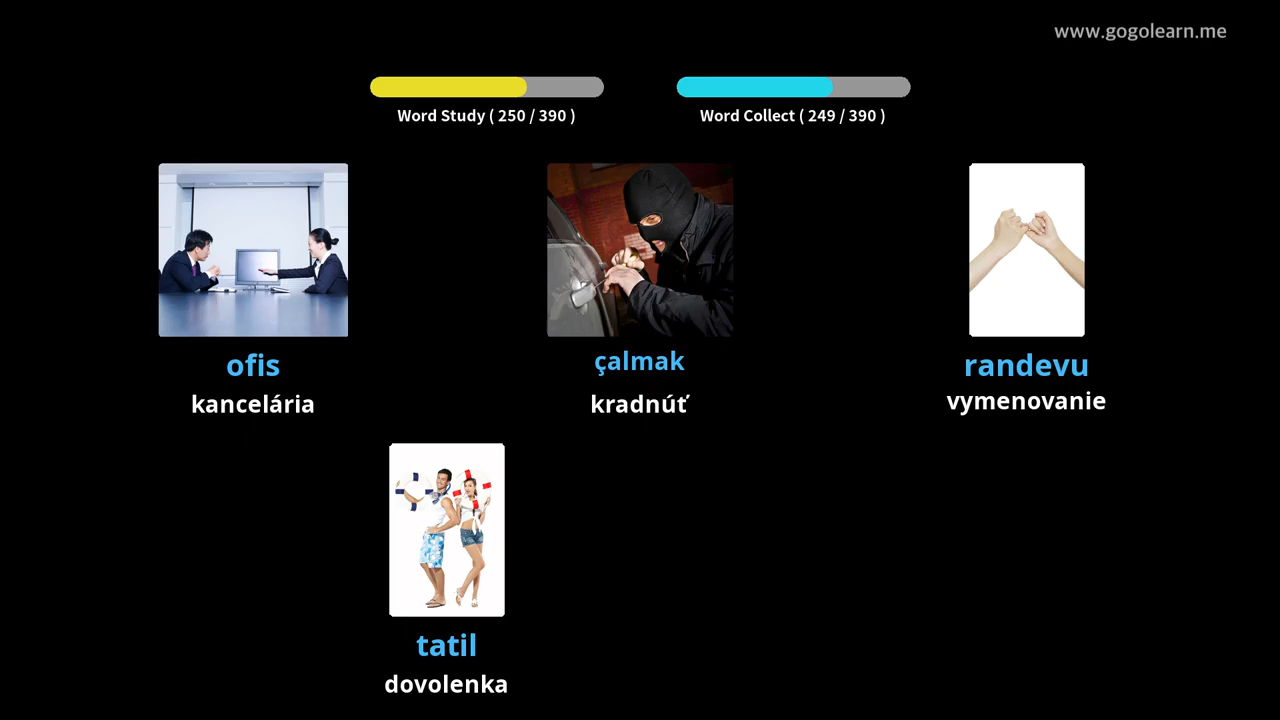 www.gogolearn.me
Word Study ( 250 / 390 )
Word Collect ( 249 / 390 )
ofis
kancelária
çalmak
kradnúť
randevu
vymenovanie
tatil
dovolenka